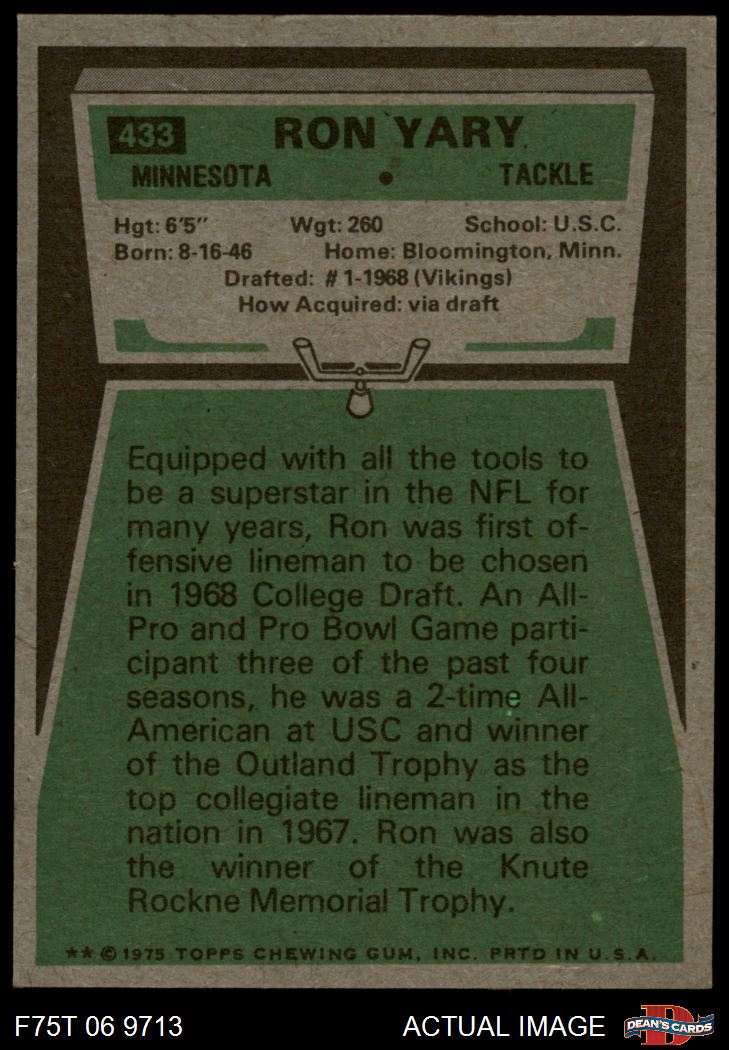 433 RON YARY
MINNESOTA • TACKLE
Hgt: 6'5" Wgt: 260 School: U.S.C.
Born: 8-16-46 Home: Bloomington, Minn.
Drafted: #1-1968 (Vikings)
How Acquired: via draft
Equipped with all the tools to
be a superstar in the NFL for
many years, Ron was first of-
fensive lineman to be chosen
in 1968 College Draft. An All-
Pro and Pro Bowl Game parti-
cipant three of the past four
seasons, he was a 2-time All-
American at USC and winner
of the Outland Trophy as the
top collegiate lineman in the
nation in 1967. Ron was also
the winner of the Knute
Rockne Memorial Trophy.
** © 1975 TOPPS CHEWING GUM, INC. PRTD IN U.S.A.
F75T 06 9713 ACTUAL IMAGE D DEAN'S CARDS